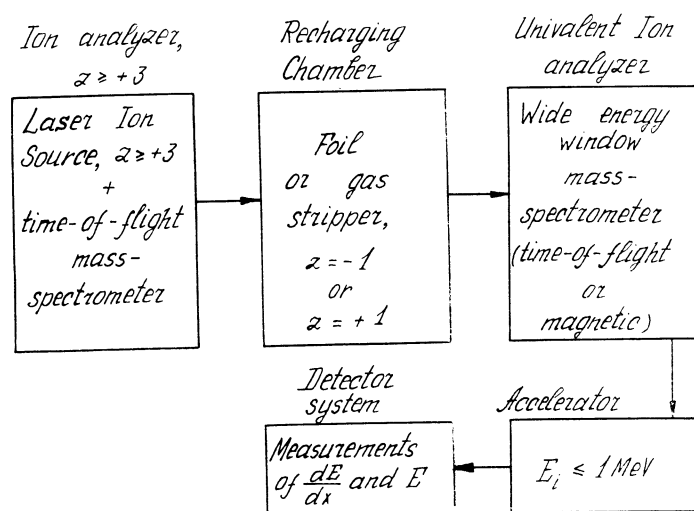 Ion analyzer,
z ≥ +3
Laser Ion
Source, z ≥ +3
+
time-of-flight
mass-
spectrometer
Recharging
Chamber
Foil
or gas
stripper,
z = -1
or
z = +1
Univalent Ion
analyzer
Wide energy
window
mass-
spectrometer
(time-of-flight
or
magnetic)
Accelerator
E_i ≤ 1 MeV
Detector
system
Measurements
of dE/dx and E